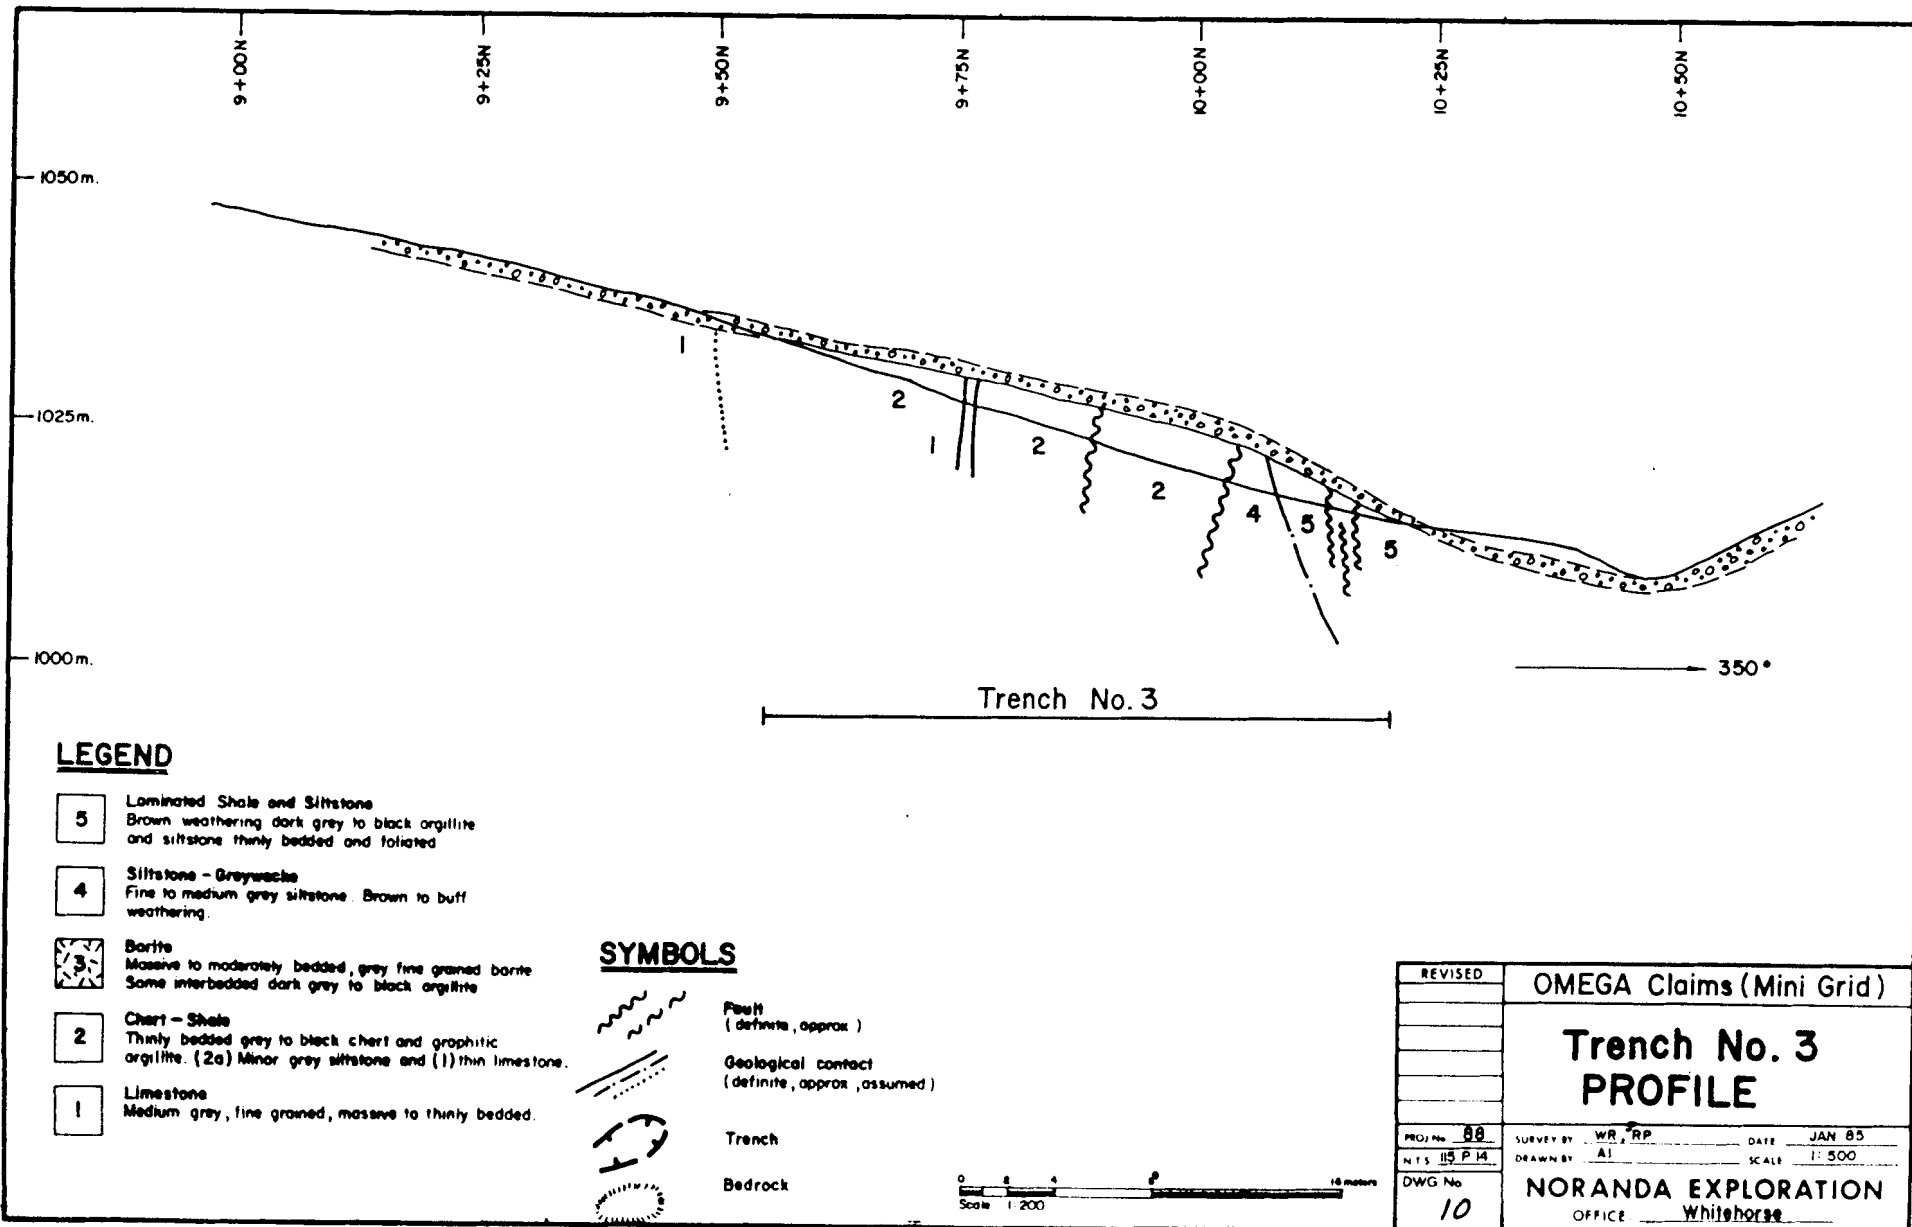 9+00N
9+25N
9+50N
9+75N
10+00N
10+25N
10+50N
1050m.
1025m.
1000m.
1
2
1
2
2
4
5
5
350°
Trench No. 3
LEGEND
5
Laminated Shale and Siltstone
Brown weathering dark grey to black argillite
and siltstone thinly bedded and foliated
4
Siltstone - Greywacke
Fine to medium grey siltstone. Brown to buff
weathering.
3
Barite
Massive to moderately bedded, grey fine grained barite
Some interbedded dark grey to black argillite
2
Chert - Shale
Thinly bedded grey to black chert and graphitic
argillite. (2a) Minor grey siltstone and (1) thin limestone.
1
Limestone
Medium grey, fine grained, massive to thinly bedded.
SYMBOLS
Fault
(definite, approx )
Geological contact
(definite, approx, assumed)
Trench
Bedrock
0 2 4 8 16 meters
Scale 1:200
REVISED
OMEGA Claims (Mini Grid)
Trench No. 3
PROFILE
PROJ No 88
SURVEY BY WR, RP DATE JAN 85
N T S 115 P 14
DRAWN BY AI SCALE 1:500
DWG No
10
NORANDA EXPLORATION
OFFICE Whitehorse